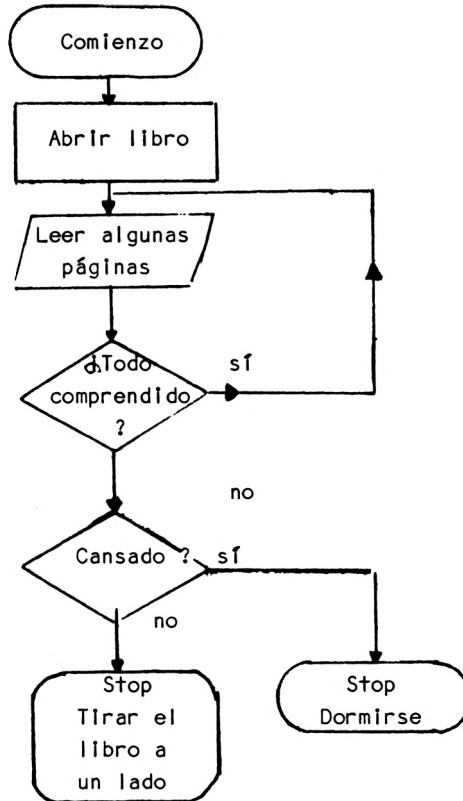 Comienzo
Abrir libro
Leer algunas
páginas
¿Todo
comprendido
?
sí
no
Cansado ?
sí
no
Stop
Tirar el
libro a
un lado
Stop
Dormirse